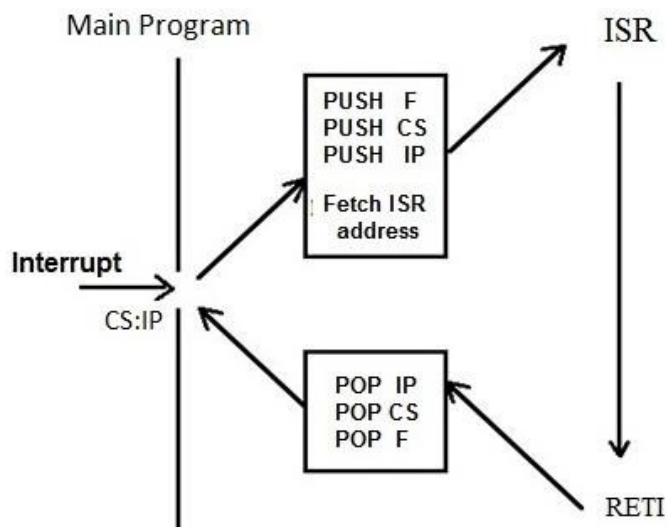 Main Program
ISR
PUSH F
PUSH CS
PUSH IP
Fetch ISR
address
Interrupt
CS:IP
POP IP
POP CS
POP F
RETI